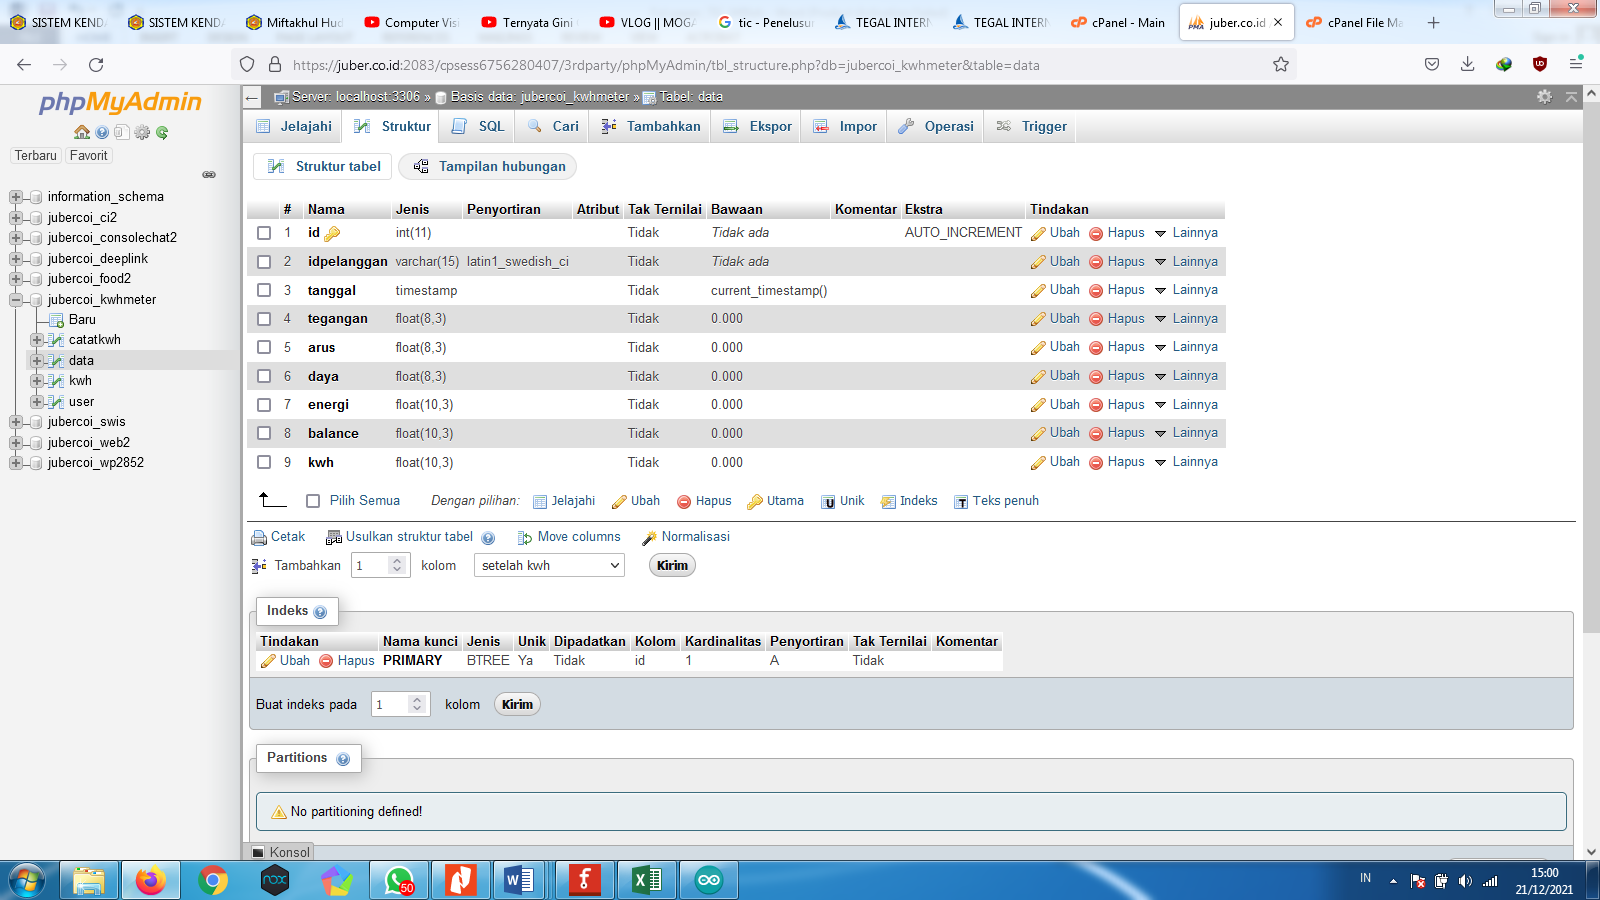 SISTEM KENDA
SISTEM KENDA
Miftakhul Hud
Computer Visi
Ternyata Gini
VLOG || MOGA
tic - Penelusur
TEGAL INTERN
TEGAL INTERN
cPanel - Main
juber.co.id
cPanel File Ma
https://juber.co.id:2083/cpsess6756280407/3rdparty/phpMyAdmin/tbl_structure.php?db=jubercoi_kwhmeter&table=data
phpMyAdmin
Terbaru Favorit
information_schema
jubercoi_ci2
jubercoi_consolechat2
jubercoi_deeplink
jubercoi_food2
jubercoi_kwhmeter
Baru
catatkwh
data
kwh
user
jubercoi_swis
jubercoi_web2
jubercoi_wp2852
Server: localhost:3306 » Basis data: jubercoi_kwhmeter » Tabel: data
Jelajahi Struktur SQL Cari Tambahkan Ekspor Impor Operasi Trigger
Struktur tabel Tampilan hubungan
# Nama Jenis Penyortiran Atribut Tak Ternilai Bawaan Komentar Ekstra Tindakan
1 id int(11) Tidak Tidak ada AUTO_INCREMENT Ubah Hapus Lainnya
2 idpelanggan varchar(15) latin1_swedish_ci Tidak Tidak ada Ubah Hapus Lainnya
3 tanggal timestamp Tidak current_timestamp() Ubah Hapus Lainnya
4 tegangan float(8,3) Tidak 0.000 Ubah Hapus Lainnya
5 arus float(8,3) Tidak 0.000 Ubah Hapus Lainnya
6 daya float(8,3) Tidak 0.000 Ubah Hapus Lainnya
7 energi float(10,3) Tidak 0.000 Ubah Hapus Lainnya
8 balance float(10,3) Tidak 0.000 Ubah Hapus Lainnya
9 kwh float(10,3) Tidak 0.000 Ubah Hapus Lainnya
Pilih Semua Dengan pilihan: Jelajahi Ubah Hapus Utama Unik Indeks Teks penuh
Cetak Usulkan struktur tabel Move columns Normalisasi
Tambahkan 1 kolom setelah kwh Kirim
Indeks
Tindakan Nama kunci Jenis Unik Dipadatkan Kolom Kardinalitas Penyortiran Tak Ternilai Komentar
Ubah Hapus PRIMARY BTREE Ya Tidak id 1 A Tidak
Buat indeks pada 1 kolom Kirim
Partitions
No partitioning defined!
Konsol
nox
50
IN
15:00
21/12/2021